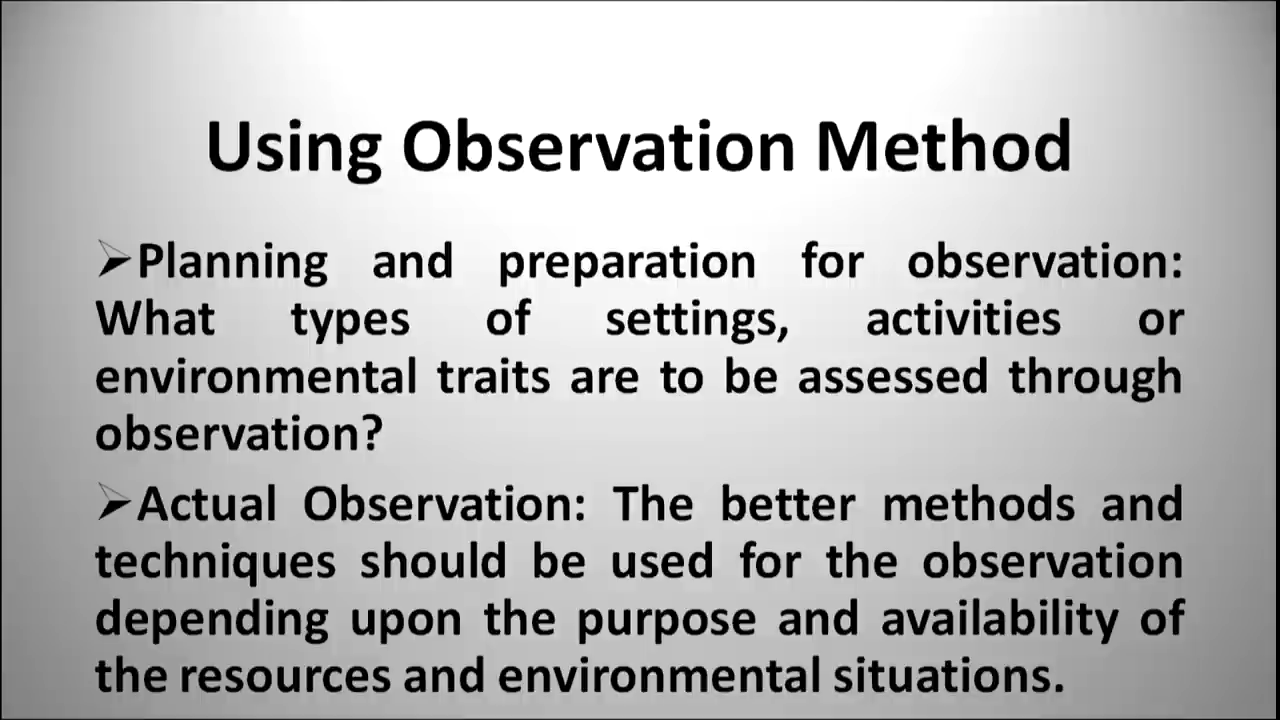 Using Observation Method
➢Planning and preparation for observation:
What types of settings, activities or
environmental traits are to be assessed through
observation?
➢Actual Observation: The better methods and
techniques should be used for the observation
depending upon the purpose and availability of
the resources and environmental situations.